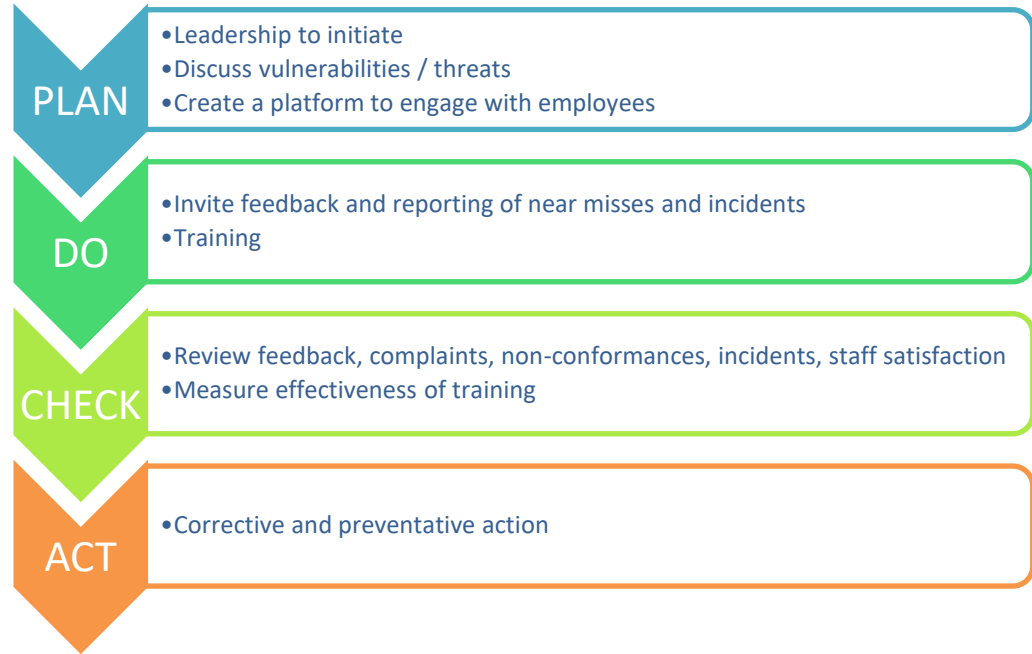 PLAN
•Leadership to initiate
•Discuss vulnerabilities / threats
•Create a platform to engage with employees
DO
•Invite feedback and reporting of near misses and incidents
•Training
CHECK
•Review feedback, complaints, non-conformances, incidents, staff satisfaction
•Measure effectiveness of training
ACT
•Corrective and preventative action